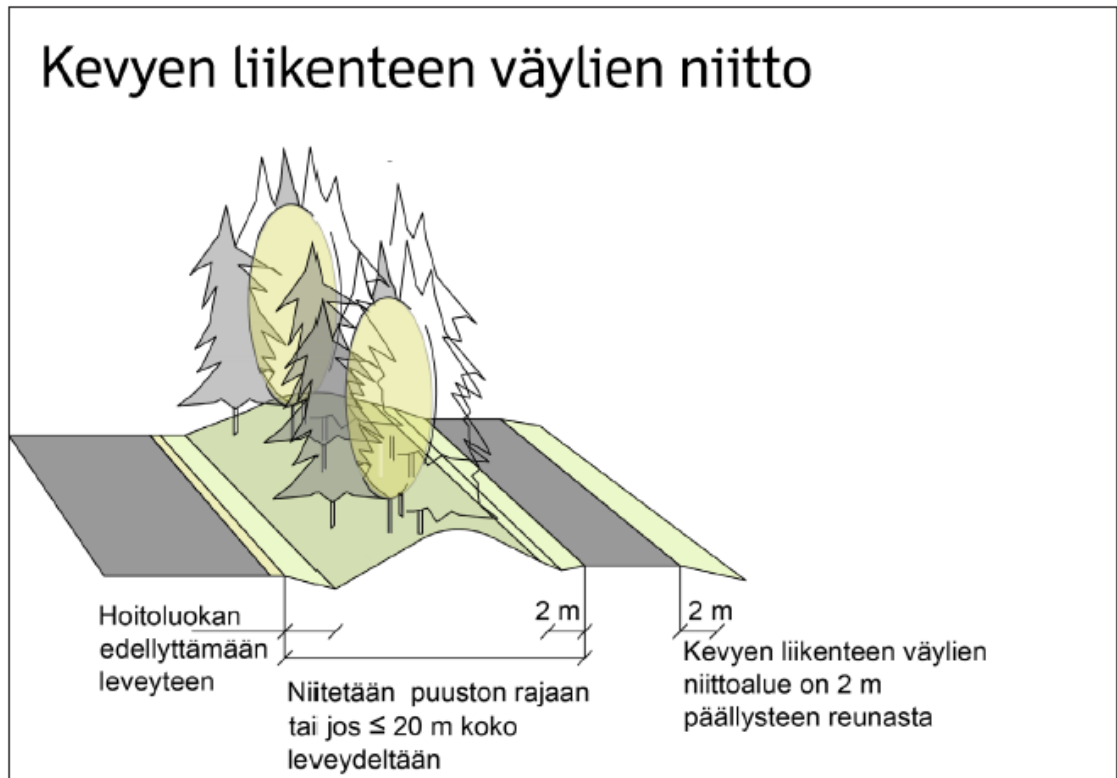 Kevyen liikenteen väylien niitto
Hoitoluokan
edellyttämään
leveyteen
2 m
2 m
Niitetään puuston rajaan
tai jos ≤ 20 m koko
leveydeltään
Kevyen liikenteen väylien
niittoalue on 2 m
päällysteen reunasta